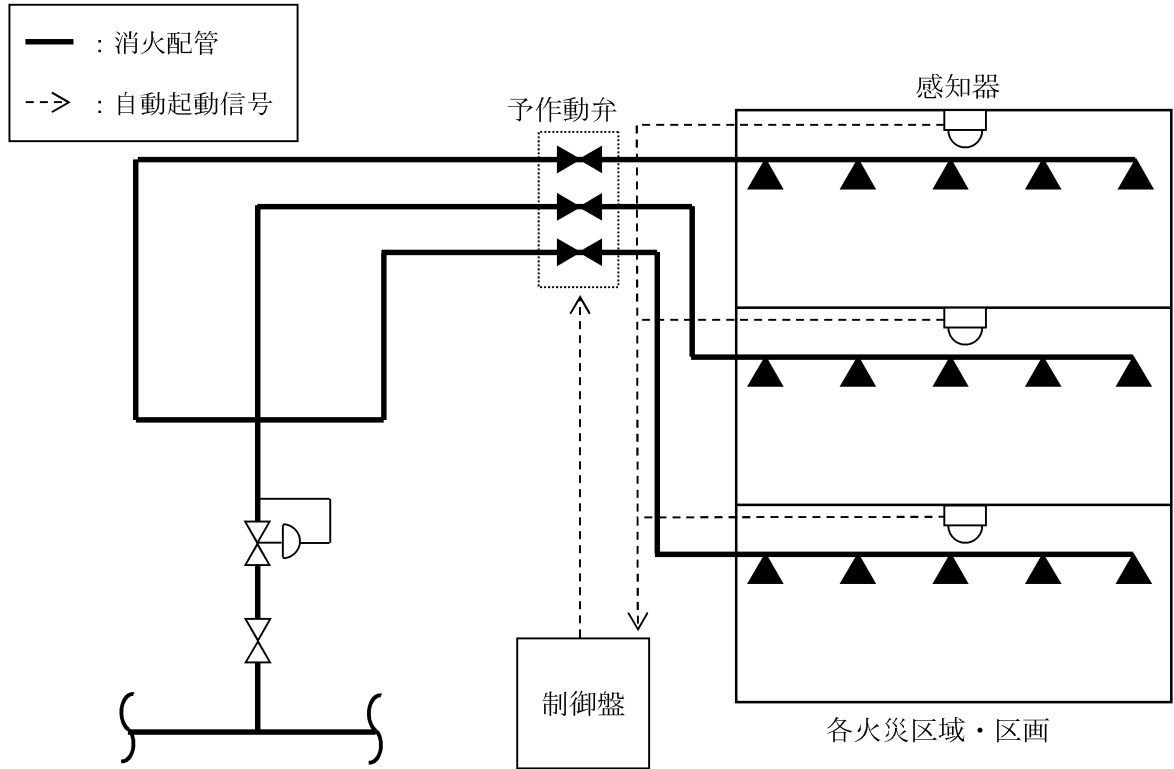 : 消火配管
: 自動起動信号
予作動弁
感知器
制御盤
各火災区域・区画